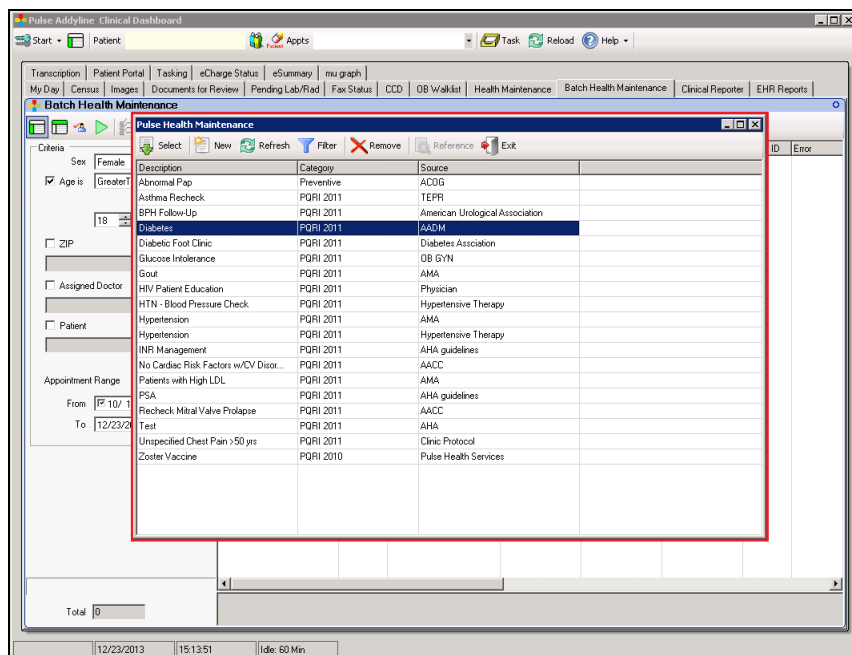 Pulse Addyline Clinical Dashboard
Start Patient Appts Task Reload Help
Transcription Patient Portal Tasking eCharge Status eSummary mu graph
My Day Census Images Documents for Review Pending Lab/Rad Fax Status CCD OB Walklist Health Maintenance Batch Health Maintenance Clinical Reporter EHR Reports
Batch Health Maintenance
Pulse Health Maintenance
Select New Refresh Filter Remove Reference Exit
Criteria
Sex Female
Age is GreaterT
18
ZIP
Assigned Doctor
Patient
Appointment Range
From 10/ 1
To 12/23/2
ID Error
Description Category Source
Abnormal Pap Preventive ACOG
Asthma Recheck PQRI 2011 TEPR
BPH Follow-Up PQRI 2011 American Urological Association
Diabetes PQRI 2011 AADM
Diabetic Foot Clinic PQRI 2011 Diabetes Assciation
Glucose Intolerance PQRI 2011 OB GYN
Gout PQRI 2011 AMA
HIV Patient Education PQRI 2011 Physician
HTN - Blood Pressure Check PQRI 2011 Hypertensive Therapy
Hypertension PQRI 2011 AMA
Hypertension PQRI 2011 Hypertensive Therapy
INR Management PQRI 2011 AHA guidelines
No Cardiac Risk Factors w/CV Disor... PQRI 2011 AACC
Patients with High LDL PQRI 2011 AMA
PSA PQRI 2011 AHA guidelines
Recheck Mitral Valve Prolapse PQRI 2011 AACC
Test PQRI 2011 AHA
Unspecified Chest Pain >50 yrs PQRI 2011 Clinic Protocol
Zoster Vaccine PQRI 2010 Pulse Health Services
Total 0
12/23/2013 15:13:51 Idle: 60 Min